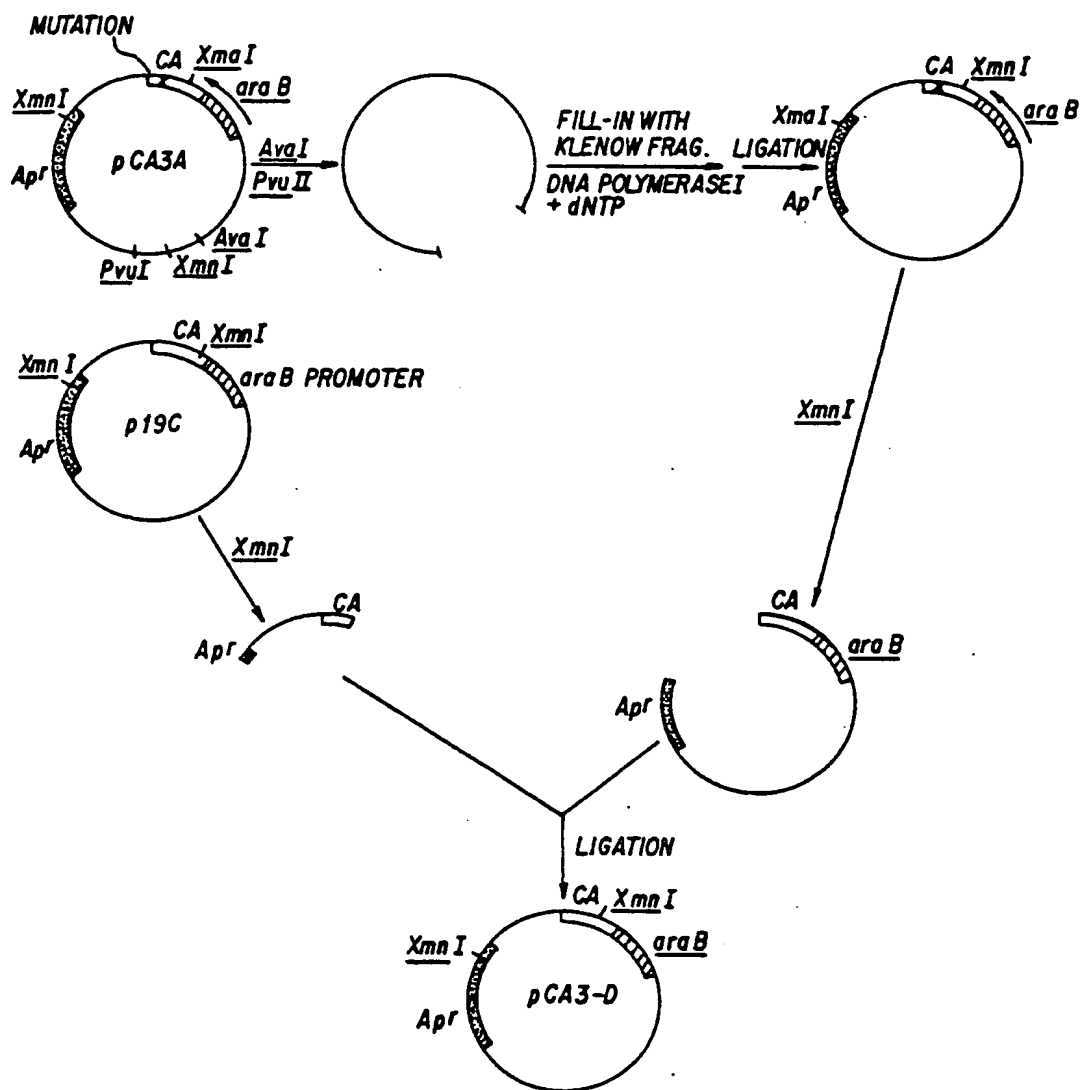 MUTATION
CA
XmaI
araB
XmnI
Apr
pCA3A
AvaI
XmnI
PvuI
AvaI
PvuII
FILL-IN WITH
KLENOW FRAG.
DNA POLYMERASEI
+ dNTP
LIGATION
CA
XmnI
araB
XmaI
Apr
CA
XmnI
araB PROMOTER
XmnI
Apr
p19C
XmnI
XmnI
CA
Apr
CA
araB
Apr
LIGATION
CA
XmnI
araB
XmnI
Apr
pCA3-D